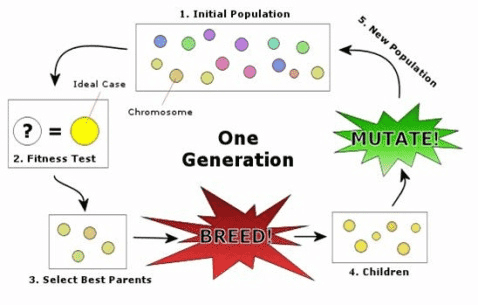 1. Initial Population
5. New Population
Ideal Case
Chromosome
? =
2. Fitness Test
One
Generation
MUTATE!
BREED!
3. Select Best Parents
4. Children